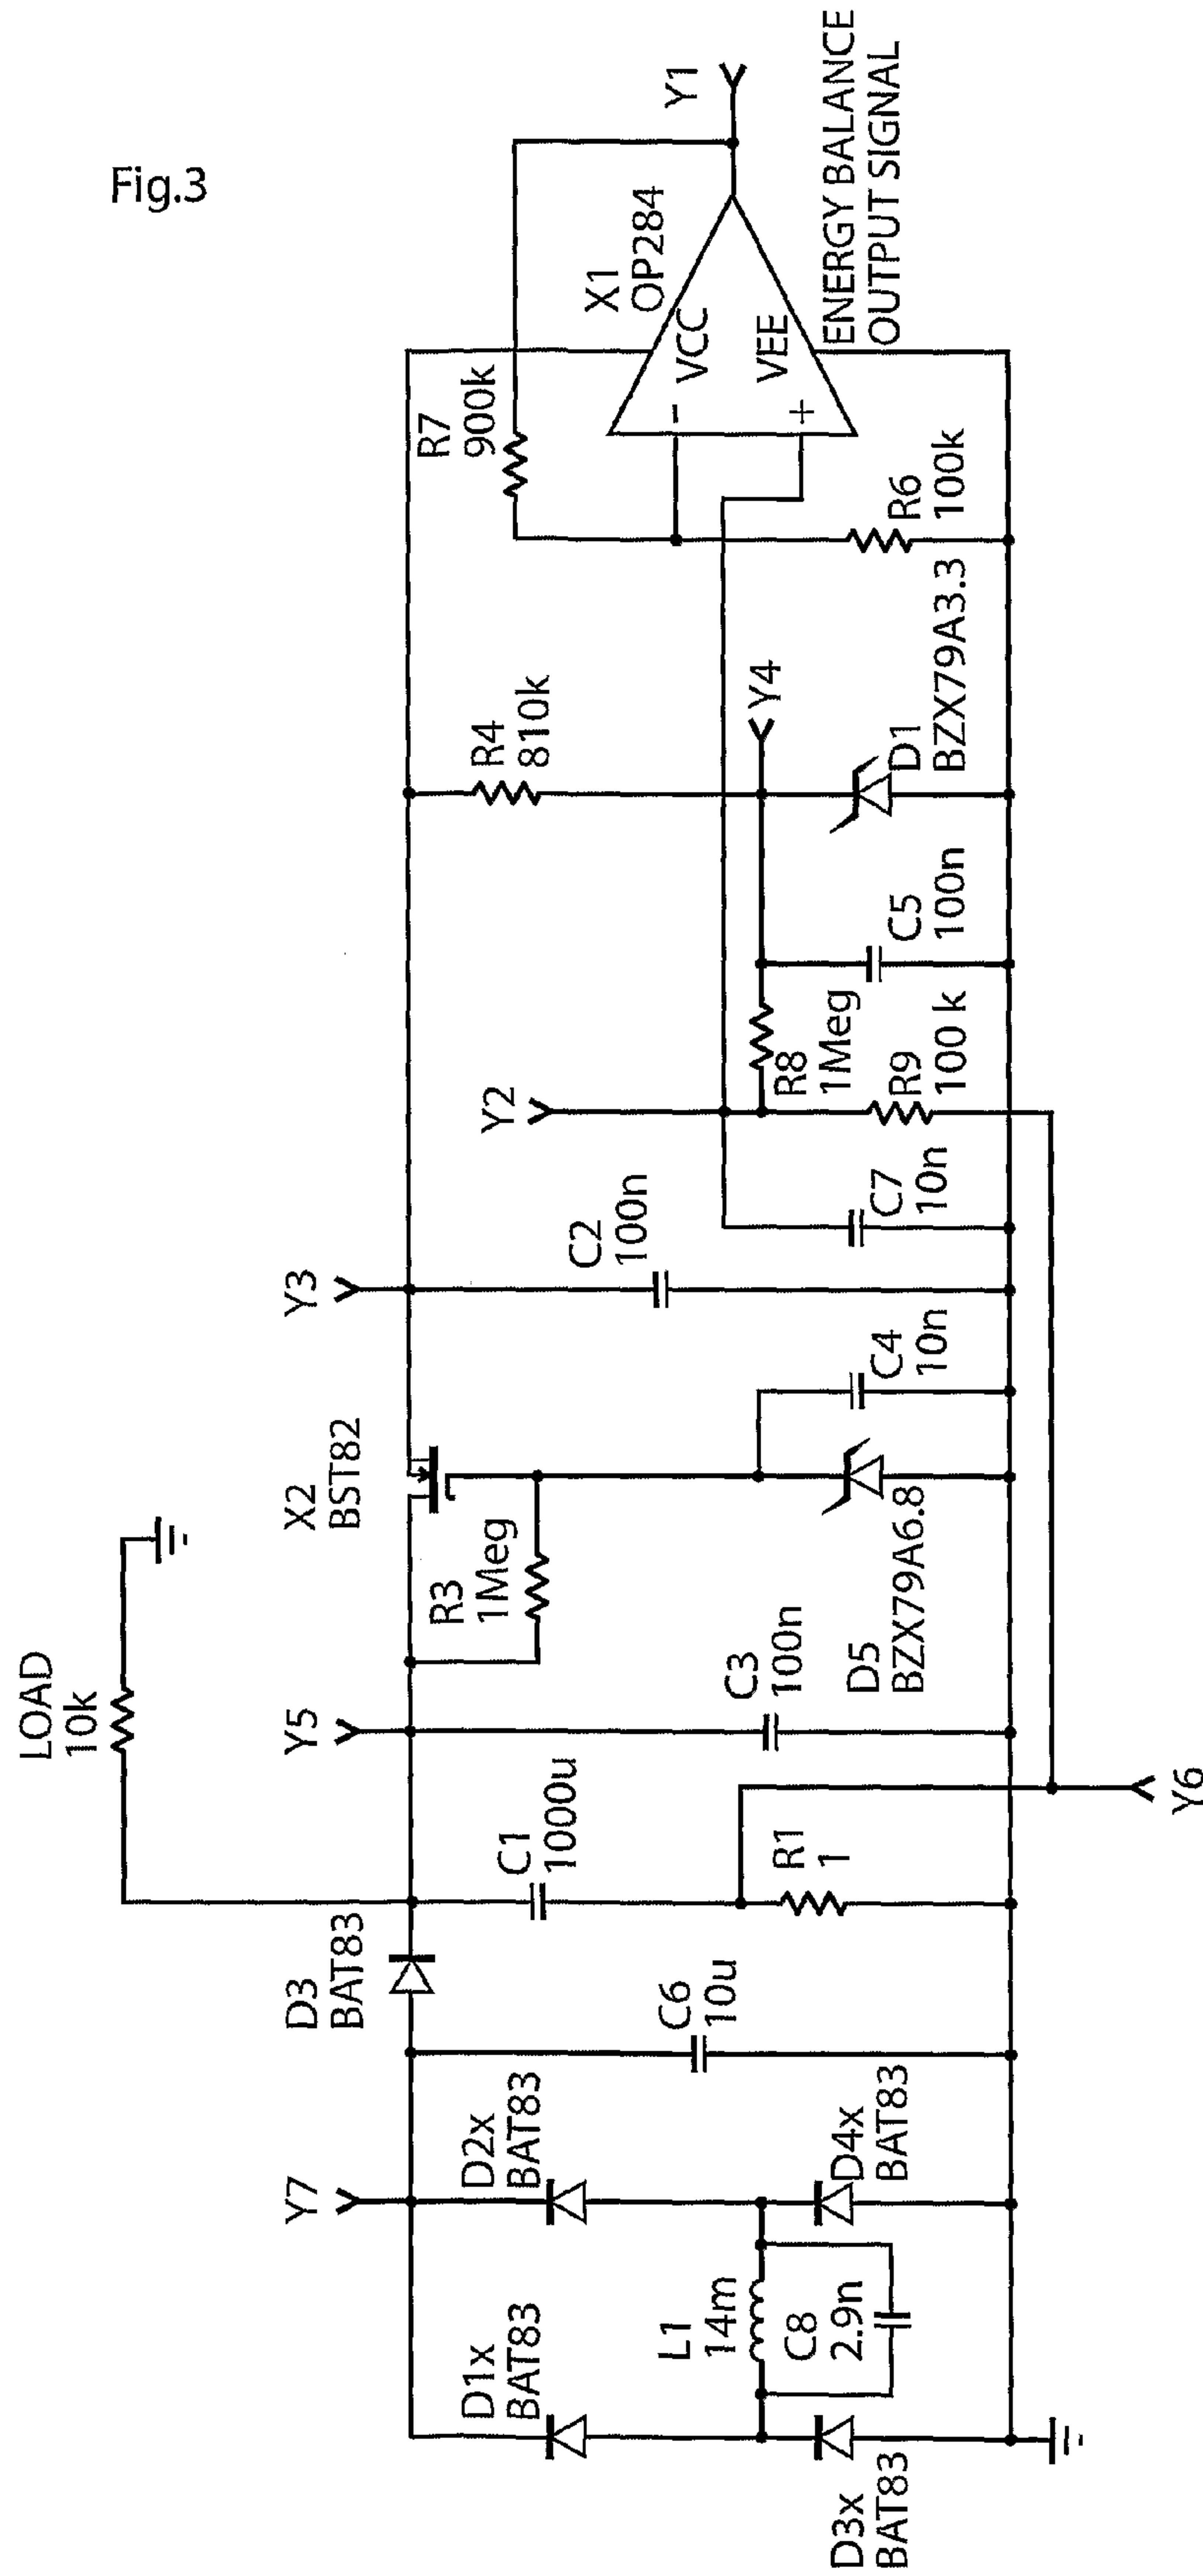 Fig.3
LOAD
10k
Y7
D3
BAT83
Y5
X2
BST82
Y3
Y2
D1x
BAT83
D2x
BAT83
C1
1000u
R3
1Meg
C2
100n
R4
810k
R7
900k
X1
OP284
Y1
VCC
VEE
-
+
L1
14m
C6
10u
C3
100n
Y4
C8
2.9n
R1
1
R8
1Meg
D3x
BAT83
D4x
BAT83
D5
BZX79A6.8
C4
10n
C7
10n
R9
100 k
C5
100n
D1
BZX79A3.3
R6
100k
ENERGY BALANCE
OUTPUT SIGNAL
Y6